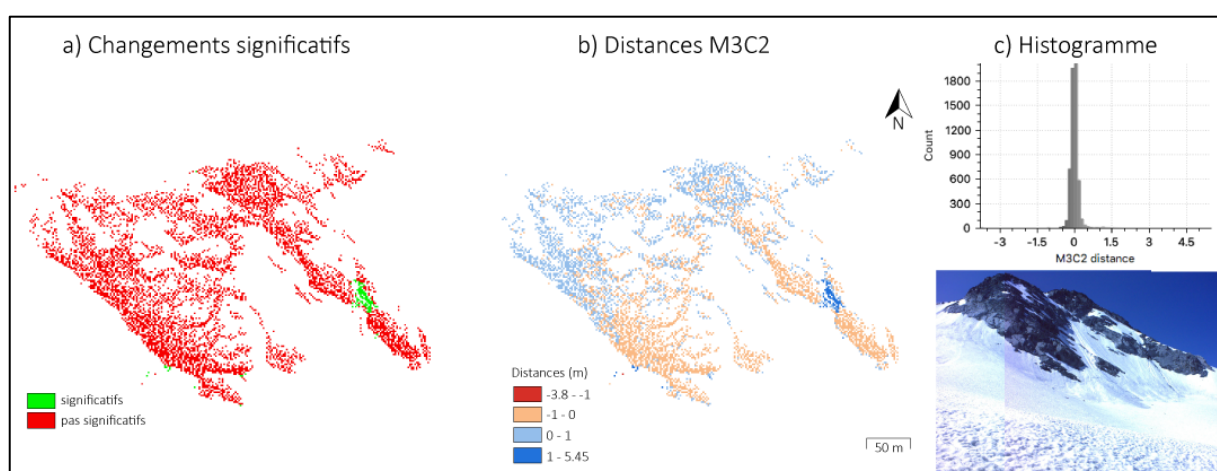 a) Changements significatifs
b) Distances M3C2
c) Histogramme
N
significatifs
pas significatifs
Distances (m)
-3.8 - -1
-1 - 0
0 - 1
1 - 5.45
50 m
Count
1800
1500
1200
900
600
300
0
-3 -1.5 0 1.5 3 4.5
M3C2 distance